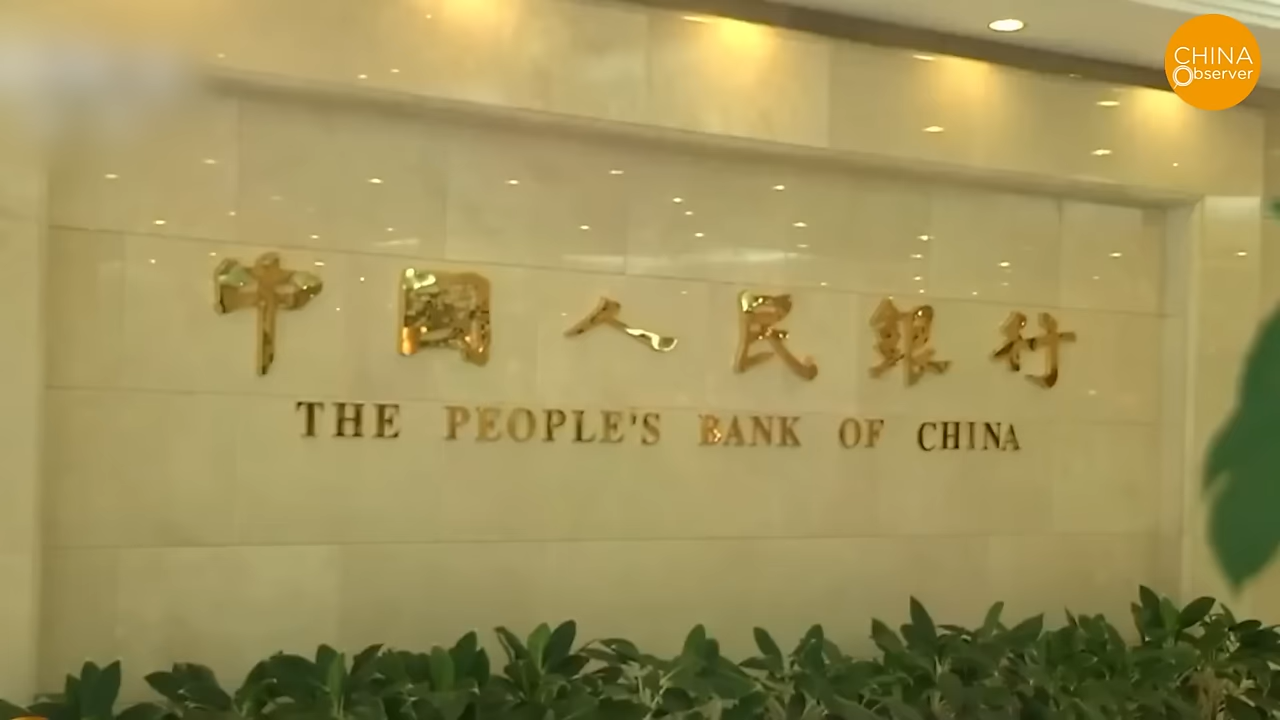 CHINA
Observer
中國人民銀行
THE PEOPLE'S BANK OF CHINA